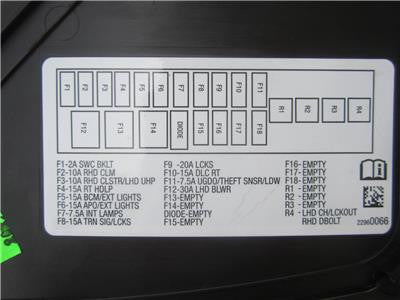 F1
F2
F3
F4
F5
F6
F7
F8
F9
F10
F11
F12
F13
F14
DIODE
F15
F16
F17
F18
R1
R2
R3
R4
F1-2A SWC BKLT
F2-10A RHD CLM
F3-10A RHD CLSTR/LHD UHP
F4-15A RT HDLP
F5-15A BCM/EXT LIGHTS
F6-15A APO/EXT LIGHTS
F7-7.5A INT LAMPS
F8-15A TRN SIG/LCKS
F9 -20A LCKS
F10-15A DLC RT
F11-7.5A UGDO/THEFT SNSR/LDW
F12-30A LHD BLWR
F13-EMPTY
F14-EMPTY
DIODE-EMPTY
F15-EMPTY
F16-EMPTY
F17-EMPTY
F18-EMPTY
R1 - EMPTY
R2 - EMPTY
R3 - EMPTY
R4 - LHD CH/LCKOUT
RHD DBOLT
22960066